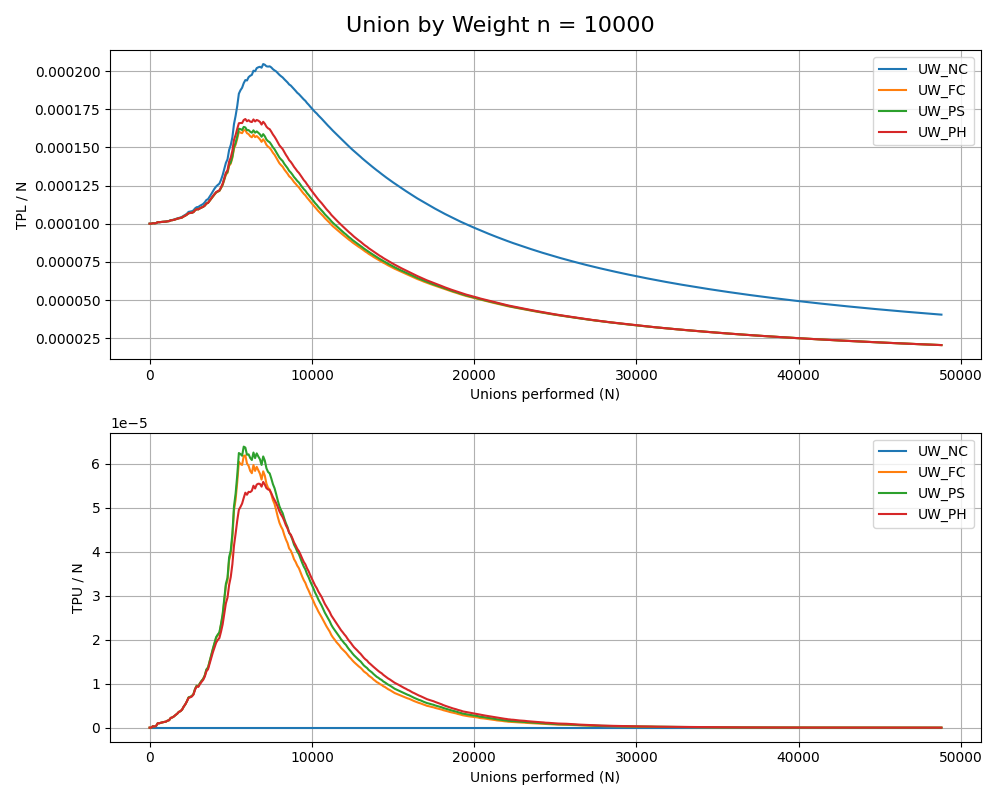 Union by Weight n = 10000
TPL / N
0.000200
0.000175
0.000150
0.000125
0.000100
0.000075
0.000050
0.000025
UW_NC
UW_FC
UW_PS
UW_PH
0 10000 20000 30000 40000 50000
Unions performed (N)
1e−5
TPU / N
6
5
4
3
2
1
0
UW_NC
UW_FC
UW_PS
UW_PH
0 10000 20000 30000 40000 50000
Unions performed (N)